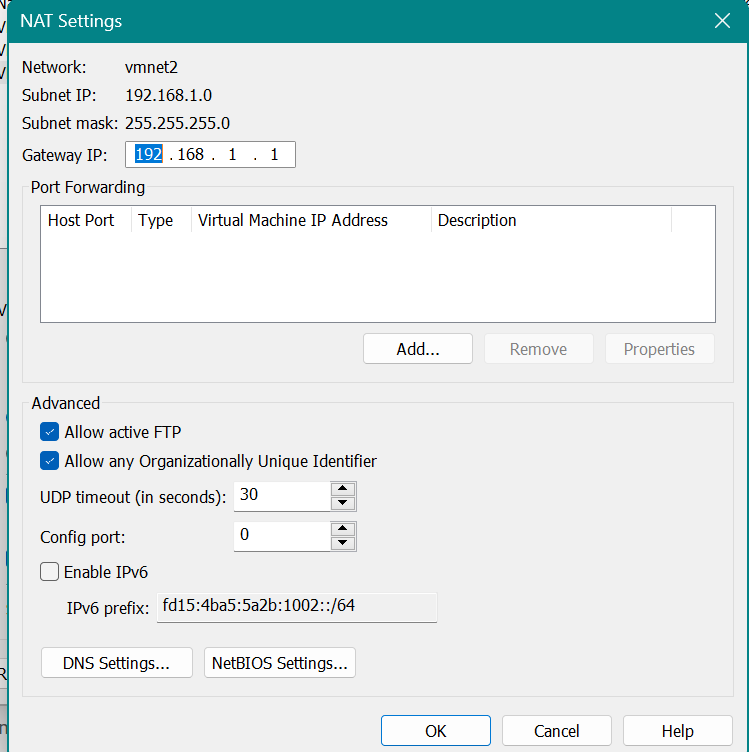 NAT Settings
Network: vmnet2
Subnet IP: 192.168.1.0
Subnet mask: 255.255.255.0
Gateway IP: 192 . 168 . 1 . 1
Port Forwarding
Host Port Type Virtual Machine IP Address Description
Add... Remove Properties
Advanced
Allow active FTP
Allow any Organizationally Unique Identifier
UDP timeout (in seconds): 30
Config port: 0
Enable IPv6
IPv6 prefix: fd15:4ba5:5a2b:1002::/64
DNS Settings... NetBIOS Settings...
OK Cancel Help